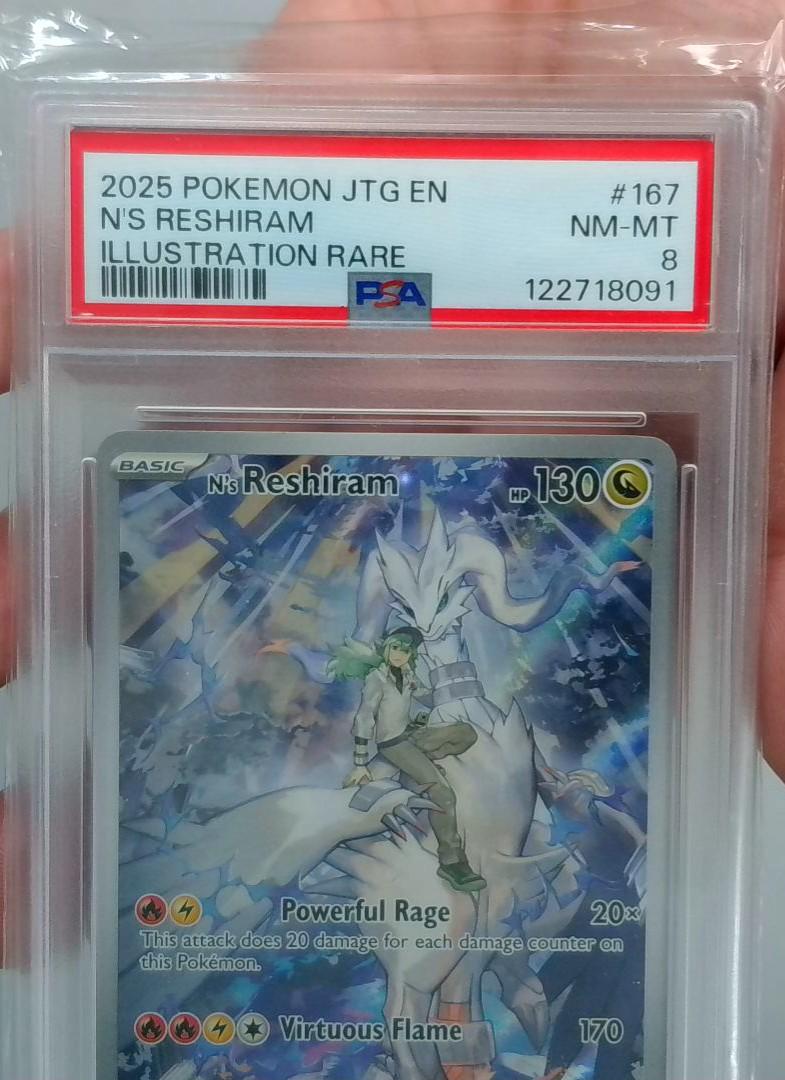 2025 POKEMON JTG EN #167
N'S RESHIRAM NM-MT
ILLUSTRATION RARE 8
PSA 122718091
BASIC
N's Reshiram HP 130
Powerful Rage 20×
This attack does 20 damage for each damage counter on
this Pokémon.
Virtuous Flame 170